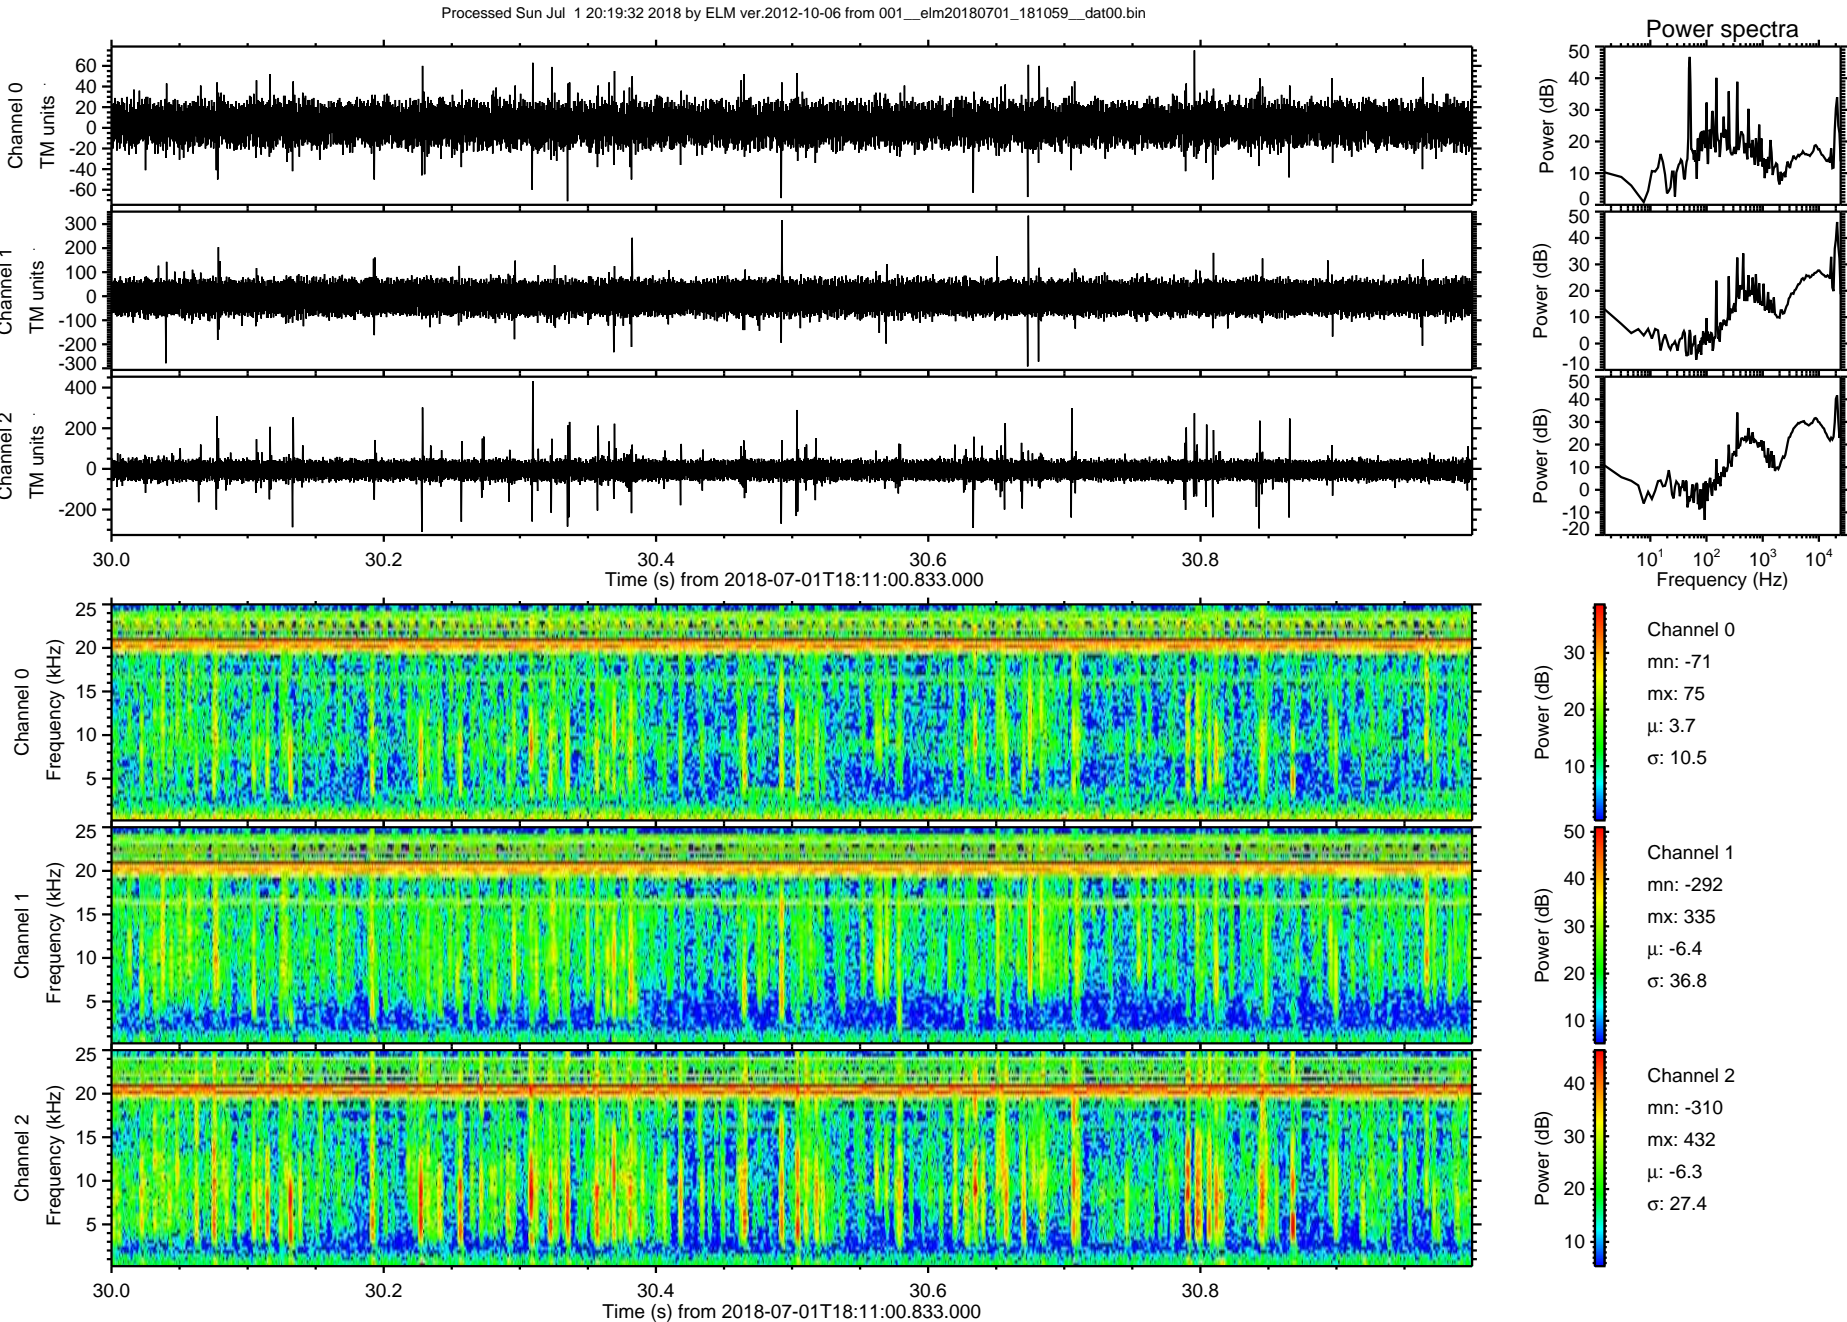 Processed Sun Jul  1 20:19:32 2018 by ELM ver.2012-10-06 from 001__elm20180701_181059__dat00.bin
Power spectra
Channel 0
TM units
60
40
20
0
-20
-40
-60
Power (dB)
50
40
30
20
10
0
Channel 1
TM units
300
200
100
0
-100
-200
-300
Power (dB)
50
40
30
20
10
0
-10
Channel 2
TM units
400
200
0
-200
Power (dB)
50
40
30
20
10
0
-10
-20
30.0 30.2 30.4 30.6 30.8
Time (s) from 2018-07-01T18:11:00.833.000
10¹ 10² 10³ 10⁴
Frequency (Hz)
Channel 0
Frequency (kHz)
25
20
15
10
5
Power (dB)
30
20
10
Channel 0
mn: -71
mx: 75
μ: 3.7
σ: 10.5
Channel 1
Frequency (kHz)
25
20
15
10
5
Power (dB)
50
40
30
20
10
Channel 1
mn: -292
mx: 335
μ: -6.4
σ: 36.8
Channel 2
Frequency (kHz)
25
20
15
10
5
Power (dB)
40
30
20
10
Channel 2
mn: -310
mx: 432
μ: -6.3
σ: 27.4
30.0 30.2 30.4 30.6 30.8
Time (s) from 2018-07-01T18:11:00.833.000